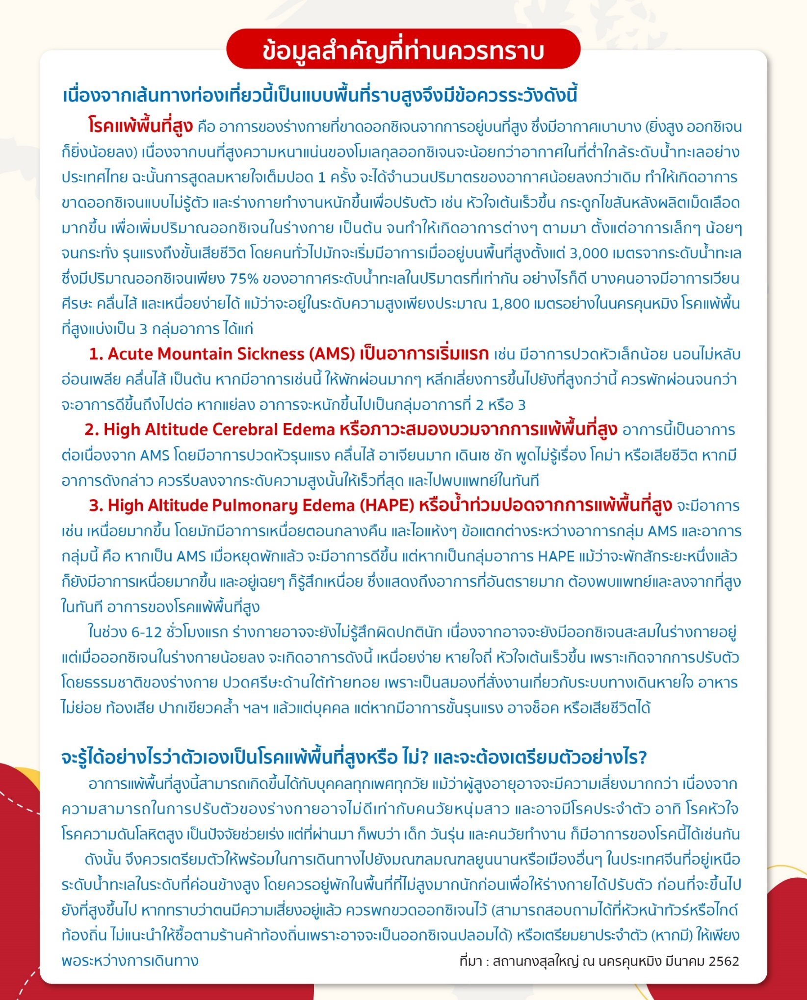 ข้อมูลสำคัญที่ท่านควรทราบ
เนื่องจากเส้นทางท่องเที่ยวนี้เป็นแบบพื้นที่ราบสูงจึงมีข้อควรระวังดังนี้
โรคแพ้พื้นที่สูง คือ อาการของร่างกายที่ขาดออกซิเจนจากการอยู่บนที่สูง ซึ่งมีอากาศเบาบาง (ยิ่งสูง ออกซิเจน
ก็ยิ่งน้อยลง) เนื่องจากบนที่สูงความหนาแน่นของโมเลกุลออกซิเจนจะน้อยกว่าอากาศในที่ต่ำใกล้ระดับน้ำทะเลอย่าง
ประเทศไทย ฉะนั้นการสูดลมหายใจเต็มปอด 1 ครั้ง จะได้จำนวนปริมาตรของอากาศน้อยลงกว่าเดิม ทำให้เกิดอาการ
ขาดออกซิเจนแบบไม่รู้ตัว และร่างกายทำงานหนักขึ้นเพื่อปรับตัว เช่น หัวใจเต้นเร็วขึ้น กระดูกไขสันหลังผลิตเม็ดเลือด
มากขึ้น เพื่อเพิ่มปริมาณออกซิเจนในร่างกาย เป็นต้น จนทำให้เกิดอาการต่างๆ ตามมา ตั้งแต่อาการเล็กๆ น้อยๆ
จนกระทั่ง รุนแรงถึงขั้นเสียชีวิต โดยคนทั่วไปมักจะเริ่มมีอาการเมื่ออยู่บนพื้นที่สูงตั้งแต่ 3,000 เมตรจากระดับน้ำทะเล
ซึ่งมีปริมาณออกซิเจนเพียง 75% ของอากาศระดับน้ำทะเลในปริมาตรที่เท่ากัน อย่างไรก็ดี บางคนอาจมีอาการเวียน
ศีรษะ คลื่นไส้ และเหนื่อยง่ายได้ แม้ว่าจะอยู่ในระดับความสูงเพียงประมาณ 1,800 เมตรอย่างในนครคุนหมิง โรคแพ้พื้น
ที่สูงแบ่งเป็น 3 กลุ่มอาการ ได้แก่
1. Acute Mountain Sickness (AMS) เป็นอาการเริ่มแรก เช่น มีอาการปวดหัวเล็กน้อย นอนไม่หลับ
อ่อนเพลีย คลื่นไส้ เป็นต้น หากมีอาการเช่นนี้ ให้พักผ่อนมากๆ หลีกเลี่ยงการขึ้นไปยังที่สูงกว่านี้ ควรพักผ่อนจนกว่า
จะอาการดีขึ้นถึงไปต่อ หากแย่ลง อาการจะหนักขึ้นไปเป็นกลุ่มอาการที่ 2 หรือ 3
2. High Altitude Cerebral Edema หรือภาวะสมองบวมจากการแพ้พื้นที่สูง อาการนี้เป็นอาการ
ต่อเนื่องจาก AMS โดยมีอาการปวดหัวรุนแรง คลื่นไส้ อาเจียนมาก เดินเซ ชัก พูดไม่รู้เรื่อง โคม่า หรือเสียชีวิต หากมี
อาการดังกล่าว ควรรีบลงจากระดับความสูงนั้นให้เร็วที่สุด และไปพบแพทย์ในทันที
3. High Altitude Pulmonary Edema (HAPE) หรือน้ำท่วมปอดจากการแพ้พื้นที่สูง จะมีอาการ
เช่น เหนื่อยมากขึ้น โดยมักมีอาการเหนื่อยตอนกลางคืน และไอแห้งๆ ข้อแตกต่างระหว่างอาการกลุ่ม AMS และอาการ
กลุ่มนี้ คือ หากเป็น AMS เมื่อหยุดพักแล้ว จะมีอาการดีขึ้น แต่หากเป็นกลุ่มอาการ HAPE แม้ว่าจะพักสักระยะหนึ่งแล้ว
ก็ยังมีอาการเหนื่อยมากขึ้น และอยู่เฉยๆ ก็รู้สึกเหนื่อย ซึ่งแสดงถึงอาการที่อันตรายมาก ต้องพบแพทย์และลงจากที่สูง
ในทันที อาการของโรคแพ้พื้นที่สูง
ในช่วง 6-12 ชั่วโมงแรก ร่างกายอาจจะยังไม่รู้สึกผิดปกตินัก เนื่องจากอาจจะยังมีออกซิเจนสะสมในร่างกายอยู่
แต่เมื่อออกซิเจนในร่างกายน้อยลง จะเกิดอาการดังนี้ เหนื่อยง่าย หายใจถี่ หัวใจเต้นเร็วขึ้น เพราะเกิดจากการปรับตัว
โดยธรรมชาติของร่างกาย ปวดศรีษะด้านใต้ท้ายทอย เพราะเป็นสมองที่สั่งงานเกี่ยวกับระบบทางเดินหายใจ อาหาร
ไม่ย่อย ท้องเสีย ปากเขียวคล้ำ ฯลฯ แล้วแต่บุคคล แต่หากมีอาการขั้นรุนแรง อาจช็อค หรือเสียชีวิตได้
จะรู้ได้อย่างไรว่าตัวเองเป็นโรคแพ้พื้นที่สูงหรือ ไม่? และจะต้องเตรียมตัวอย่างไร?
อาการแพ้พื้นที่สูงนี้สามารถเกิดขึ้นได้กับบุคคลทุกเพศทุกวัย แม้ว่าผู้สูงอายุอาจจะมีความเสี่ยงมากกว่า เนื่องจาก
ความสามารถในการปรับตัวของร่างกายอาจไม่ดีเท่ากับคนวัยหนุ่มสาว และอาจมีโรคประจำตัว อาทิ โรคหัวใจ
โรคความดันโลหิตสูง เป็นปัจจัยช่วยเร่ง แต่ที่ผ่านมา ก็พบว่า เด็ก วันรุ่น และคนวัยทำงาน ก็มีอาการของโรคนี้ได้เช่นกัน
ดังนั้น จึงควรเตรียมตัวให้พร้อมในการเดินทางไปยังมณฑลมณฑลยูนนานหรือเมืองอื่นๆ ในประเทศจีนที่อยู่เหนือ
ระดับน้ำทะเลในระดับที่ค่อนข้างสูง โดยควรอยู่พักในพื้นที่ที่ไม่สูงมากนักก่อนเพื่อให้ร่างกายได้ปรับตัว ก่อนที่จะขึ้นไป
ยังที่สูงขึ้นไป หากทราบว่าตนมีความเสี่ยงอยู่แล้ว ควรพกขวดออกซิเจนไว้ (สามารถสอบถามได้ที่หัวหน้าทัวร์หรือไกด์
ท้องถิ่น ไม่แนะนำให้ซื้อตามร้านค้าท้องถิ่นเพราะอาจจะเป็นออกซิเจนปลอมได้) หรือเตรียมยาประจำตัว (หากมี) ให้เพียง
พอระหว่างการเดินทาง
ที่มา : สถานกงสุลใหญ่ ณ นครคุนหมิง มีนาคม 2562